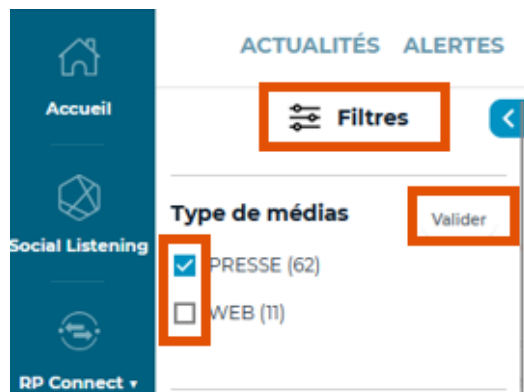 ACTUALITÉS ALERTES
Accueil
Filtres
Type de médias
Valider
Social Listening
PRESSE (62)
WEB (11)
RP Connect ▾